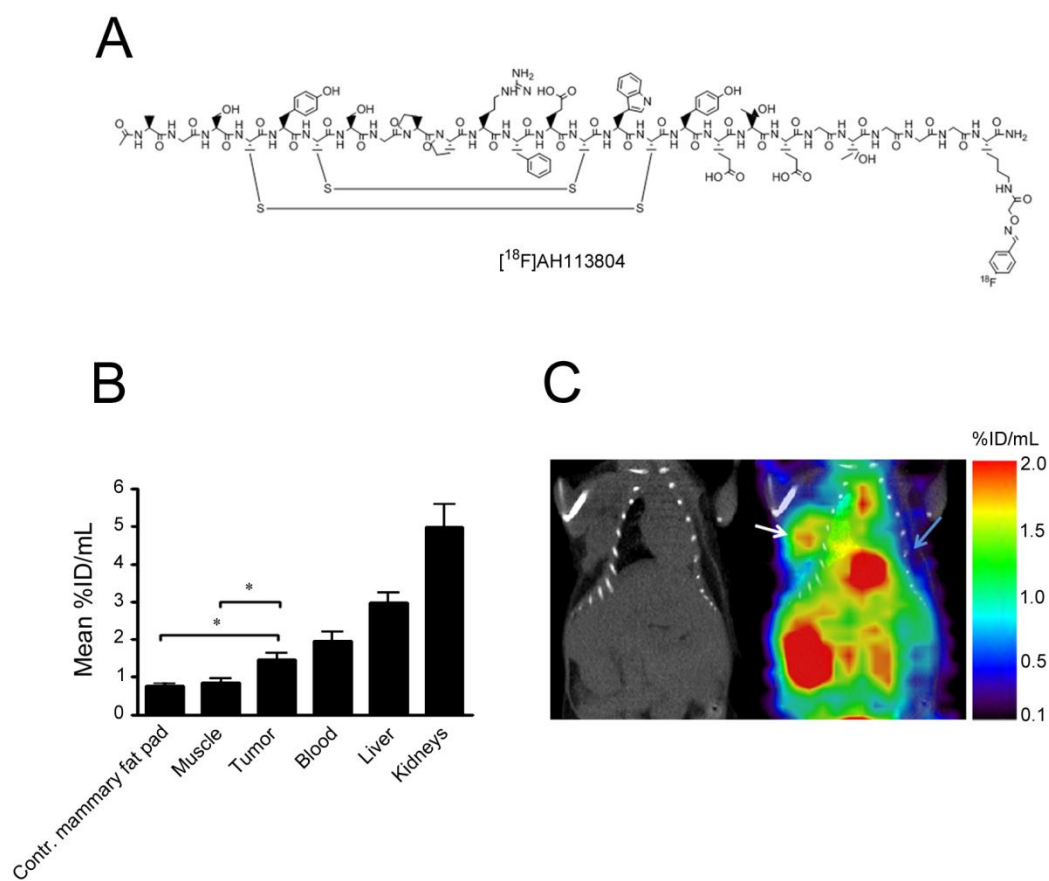 A
NH₂
HO
O
OH
OH
OH
NH
N
N
OH
OH
O
H
N
NH₂
S
S
S
S
HO
O
HO
O
OH
HN
O
O
N
¹⁸F
[¹⁸F]AH113804
B
C
%ID/mL
2.0
1.5
1.0
0.5
0.1
Mean %ID/mL
6
5
4
3
2
1
0
*
*
Contr. mammary fat pad
Muscle
Tumor
Blood
Liver
Kidneys